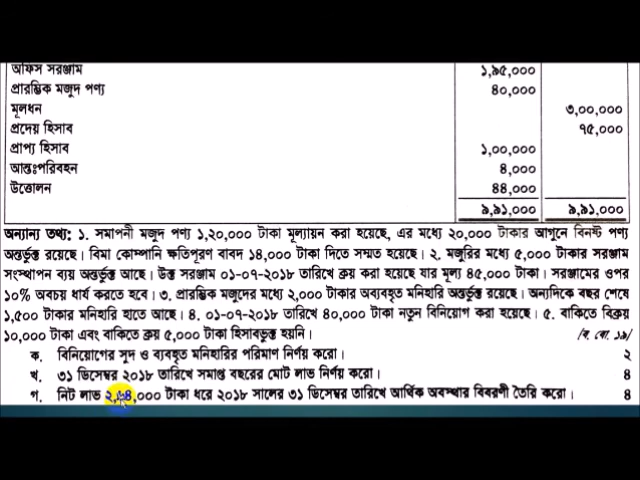 অফিস সরঞ্জাম ১,৯৫,০০০
প্রারম্ভিক মজুদ পণ্য ৪০,০০০
মূলধন ৩,০০,০০০
প্রদেয় হিসাব ৭৫,০০০
প্রাপ্য হিসাব ১,০০,০০০
আন্তঃপরিবহন ৪,০০০
উত্তোলন ৪৪,০০০
৯,৯১,০০০ ৯,৯১,০০০
অন্যান্য তথ্য: ১. সমাপনী মজুদ পণ্য ১,২০,০০০ টাকা মূল্যায়ন করা হয়েছে, এর মধ্যে ২০,০০০ টাকার আগুনে বিনষ্ট পণ্য
অন্তর্ভুক্ত রয়েছে। বিমা কোম্পানি ক্ষতিপূরণ বাবদ ১৪,০০০ টাকা দিতে সম্মত হয়েছে। ২. মজুরির মধ্যে ৫,০০০ টাকার সরঞ্জাম
সংস্থাপন ব্যয় অন্তর্ভুক্ত আছে। উক্ত সরঞ্জাম ০১-০৭-২০১৮ তারিখে ক্রয় করা হয়েছে যার মূল্য ৪৫,০০০ টাকা। সরঞ্জামের ওপর
১০% অবচয় ধার্য করতে হবে। ৩. প্রারম্ভিক মজুদের মধ্যে ২,০০০ টাকার অব্যবহৃত মনিহারি অন্তর্ভুক্ত রয়েছে। অন্যদিকে বছর শেষে
১,৫০০ টাকার মনিহারি হাতে আছে। ৪. ০১-০৭-২০১৮ তারিখে ৪০,০০০ টাকা নতুন বিনিয়োগ করা হয়েছে। ৫. বাকিতে বিক্রয়
১০,০০০ টাকা এবং বাকিতে ক্রয় ৫,০০০ টাকা হিসাবভুক্ত হয়নি। [ব. বো. ১৯]
ক. বিনিয়োগের সুদ ও ব্যবহৃত মনিহারির পরিমাণ নির্ণয় করো। ২
খ. ৩১ ডিসেম্বর ২০১৮ তারিখে সমাপ্ত বছরের মোট লাভ নির্ণয় করো। ৪
গ. নিট লাভ টাকা ধরে ২০১৮ সালের ৩১ ডিসেম্বর তারিখে আর্থিক অবস্থার বিবরণী তৈরি করো। ৪